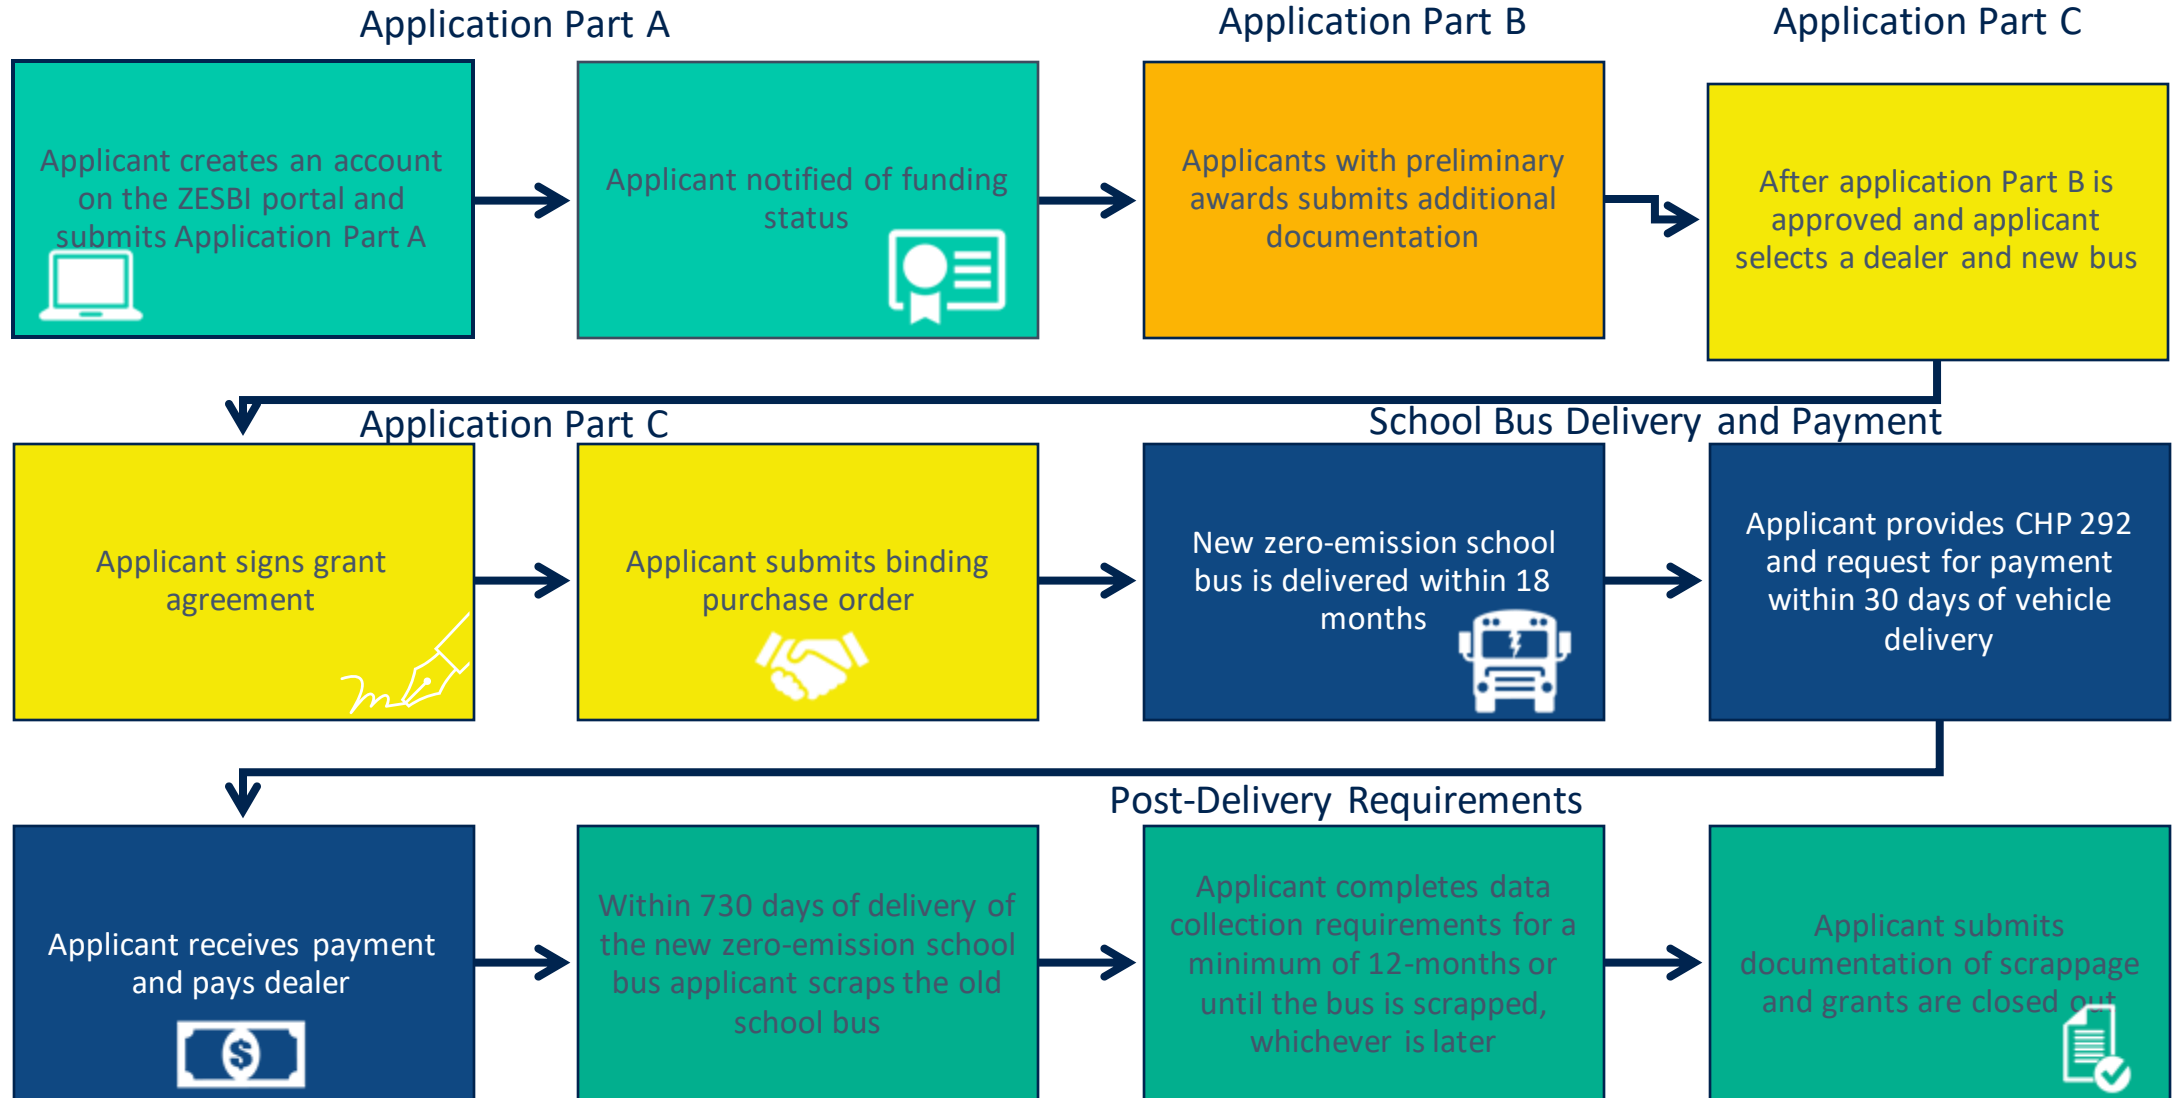 Application Part A
Application Part B
Application Part C
Applicant creates an account
on the ZESBI portal and
submits Application Part A
Applicant notified of funding
status
Applicants with preliminary
awards submits additional
documentation
After application Part B is
approved and applicant
selects a dealer and new bus
Application Part C
School Bus Delivery and Payment
Applicant signs grant
agreement
Applicant submits binding
purchase order
New zero-emission school
bus is delivered within 18
months
Applicant provides CHP 292
and request for payment
within 30 days of vehicle
delivery
Post-Delivery Requirements
Applicant receives payment
and pays dealer
$
Within 730 days of delivery of
the new zero-emission school
bus applicant scraps the old
school bus
Applicant completes data
collection requirements for a
minimum of 12-months or
until the bus is scrapped,
whichever is later
Applicant submits
documentation of scrappage
and grants are closed out